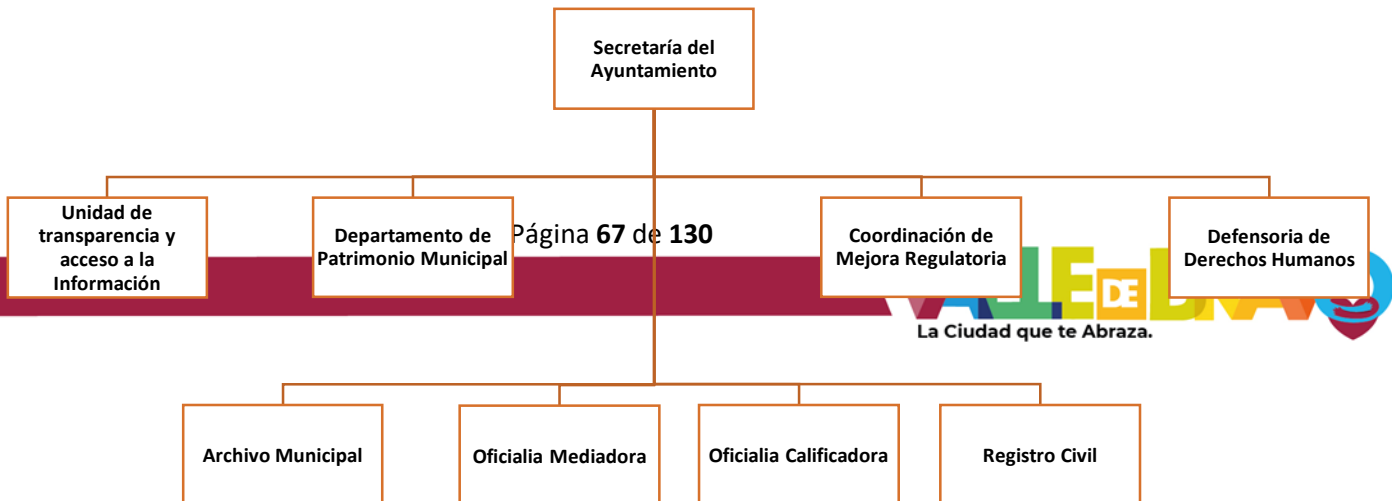 Secretaría del
Ayuntamiento
Unidad de
transparencia y
acceso a la
Información
Departamento de
Patrimonio Municipal
Página 67 de 130
Coordinación de
Mejora Regulatoria
Defensoria de
Derechos Humanos
DE
La Ciudad que te Abraza.
Archivo Municipal
Oficialia Mediadora
Oficialia Calificadora
Registro Civil